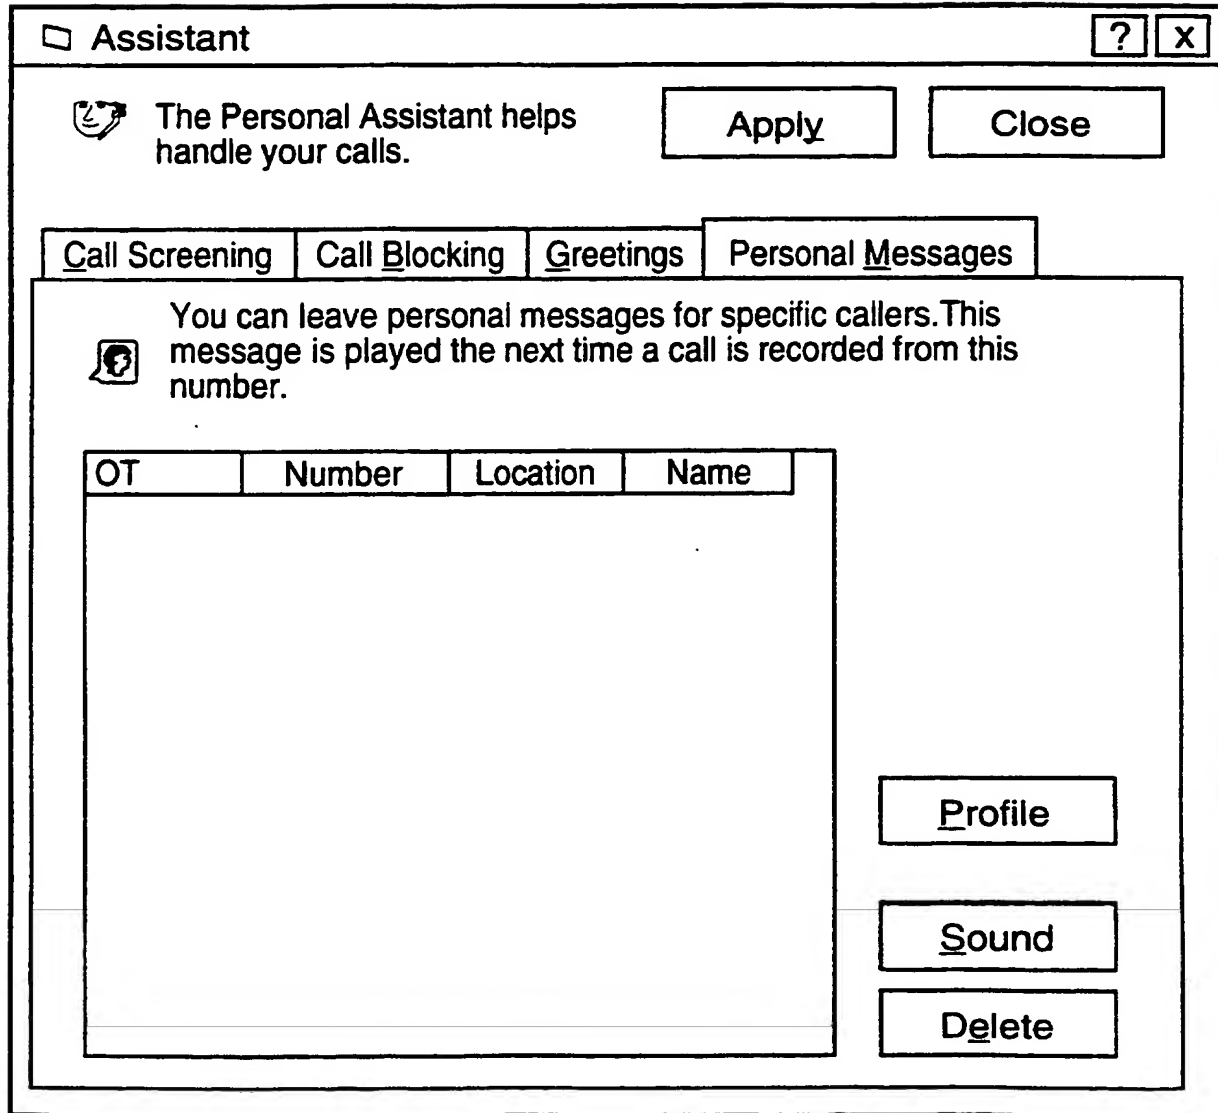 Assistant
? X
The Personal Assistant helps
handle your calls.
Apply
Close
Call Screening
Call Blocking
Greetings
Personal Messages
You can leave personal messages for specific callers.This
message is played the next time a call is recorded from this
number.
OT
Number
Location
Name
Profile
Sound
Delete